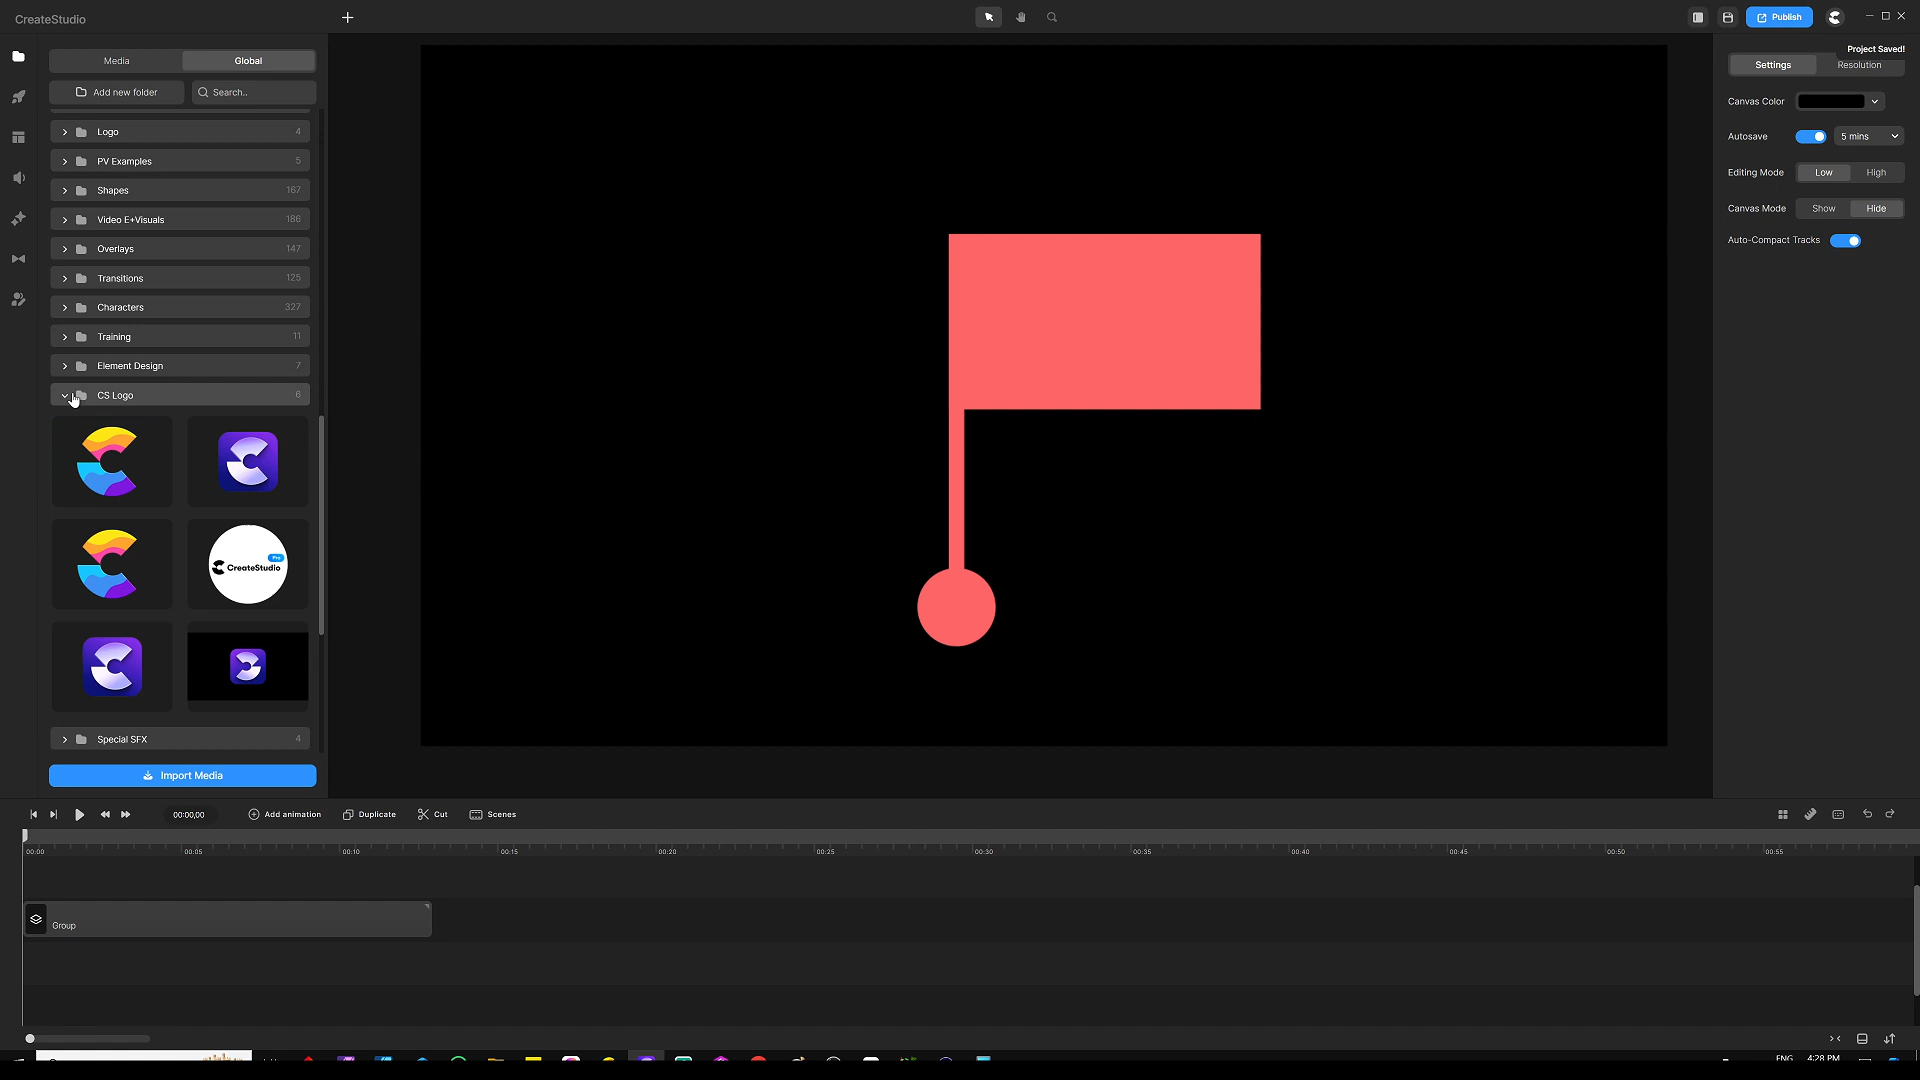 CreateStudio
Publish
Project Saved!
Media
Global
Settings
Resolution
Add new folder
Search..
Canvas Color
Logo 4
Autosave
5 mins
PV Examples 5
Editing Mode
Low
High
Shapes 167
Canvas Mode
Show
Hide
Video E+Visuals 186
Auto-Compact Tracks
Overlays 147
Transitions 125
Characters 327
Training 11
Element Design 7
CS Logo 6
Pro
CreateStudio
Special SFX 4
Import Media
00:00,00
Add animation
Duplicate
Cut
Scenes
00:00
00:05
00:10
00:15
00:20
00:25
00:30
00:35
00:40
00:45
00:50
00:55
Group
ENG
4:28 PM